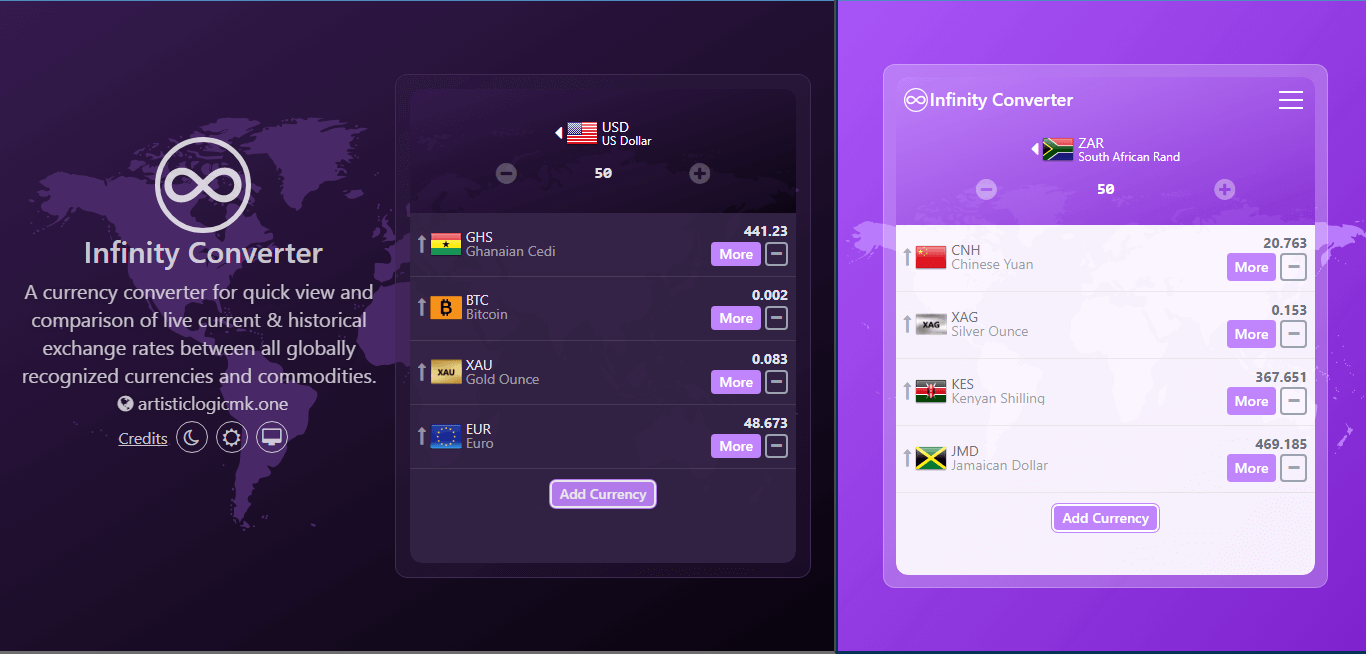 Infinity Converter
A currency converter for quick view and
comparison of live current & historical
exchange rates between all globally
recognized currencies and commodities.
artisticlogicmk.one
Credits
USD
US Dollar
50
GHS
Ghanaian Cedi
441.23
More
BTC
Bitcoin
0.002
More
XAU
XAU
Gold Ounce
0.083
More
EUR
Euro
48.673
More
Add Currency
Infinity Converter
ZAR
South African Rand
50
CNH
Chinese Yuan
20.763
More
XAG
XAG
Silver Ounce
0.153
More
KES
Kenyan Shilling
367.651
More
JMD
Jamaican Dollar
469.185
More
Add Currency